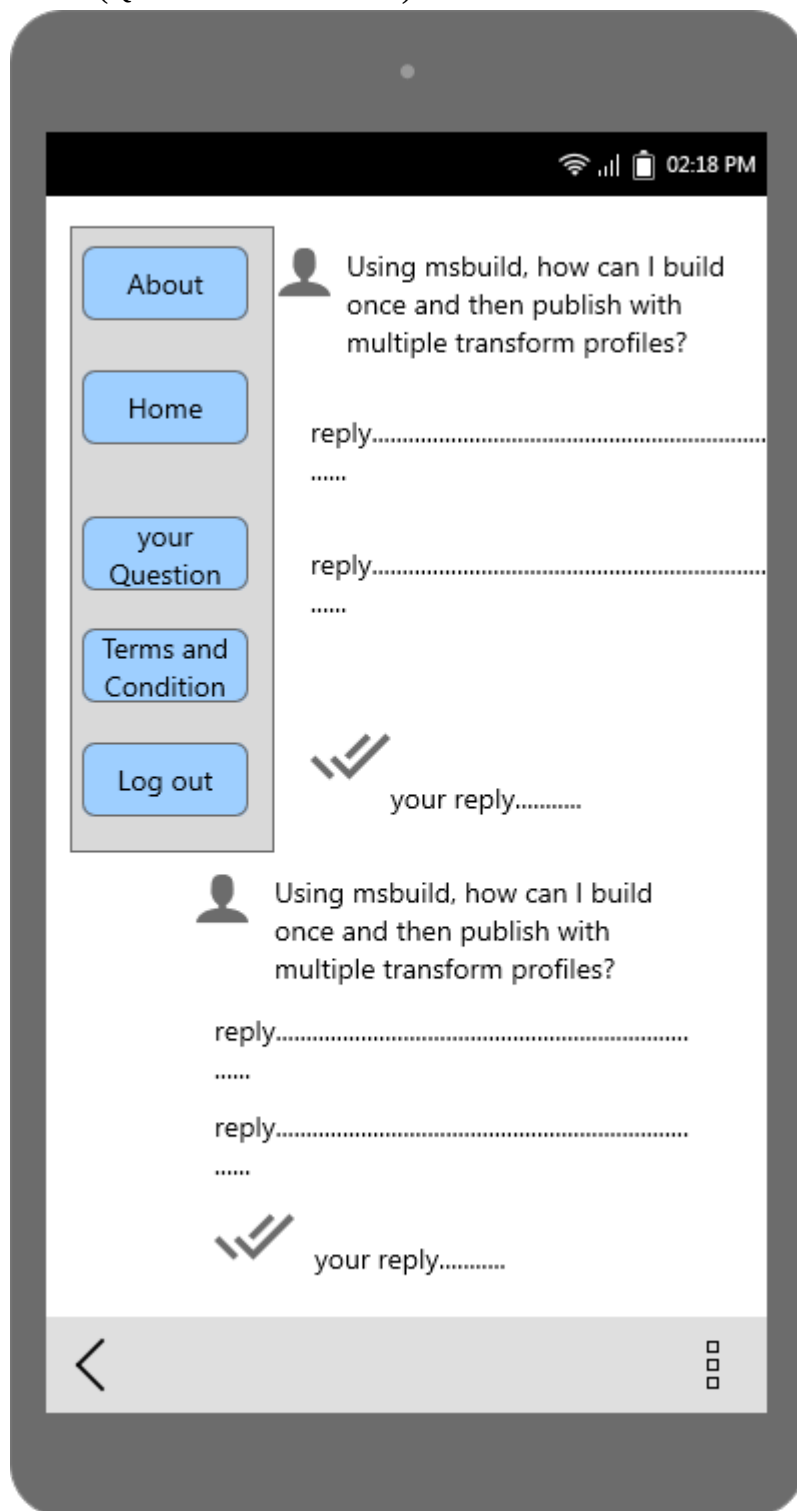 02:18 PM
About
Home
your
Question
Terms and
Condition
Log out
Using msbuild, how can I build
once and then publish with
multiple transform profiles?
reply.................................................................
......
reply.................................................................
......
your reply...........
Using msbuild, how can I build
once and then publish with
multiple transform profiles?
reply....................................................................
......
reply....................................................................
......
your reply...........